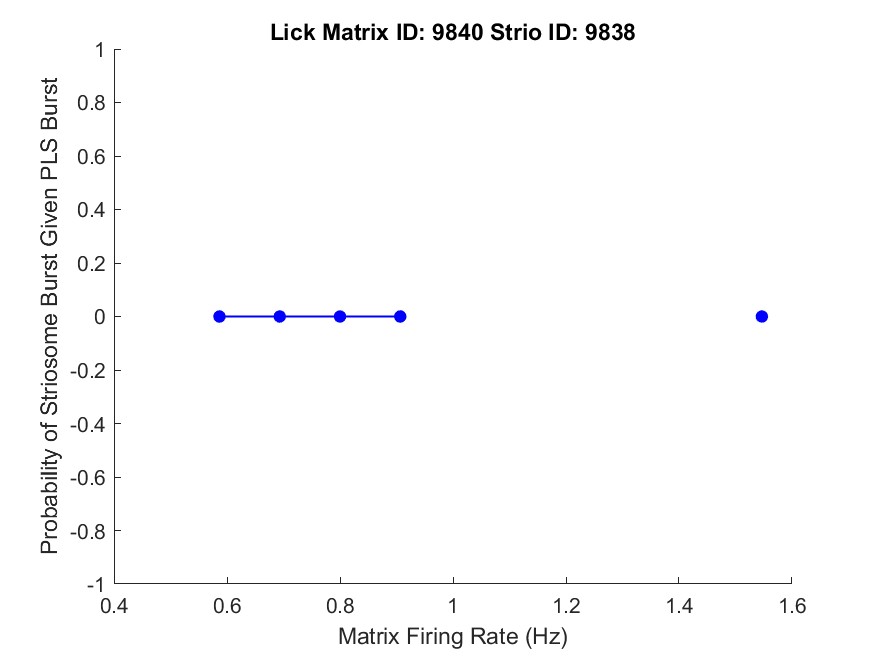 Lick Matrix ID: 9840 Strio ID: 9838
Probability of Striosome Burst Given PLS Burst
1
0.8
0.6
0.4
0.2
0
-0.2
-0.4
-0.6
-0.8
-1
0.4 0.6 0.8 1 1.2 1.4 1.6
Matrix Firing Rate (Hz)